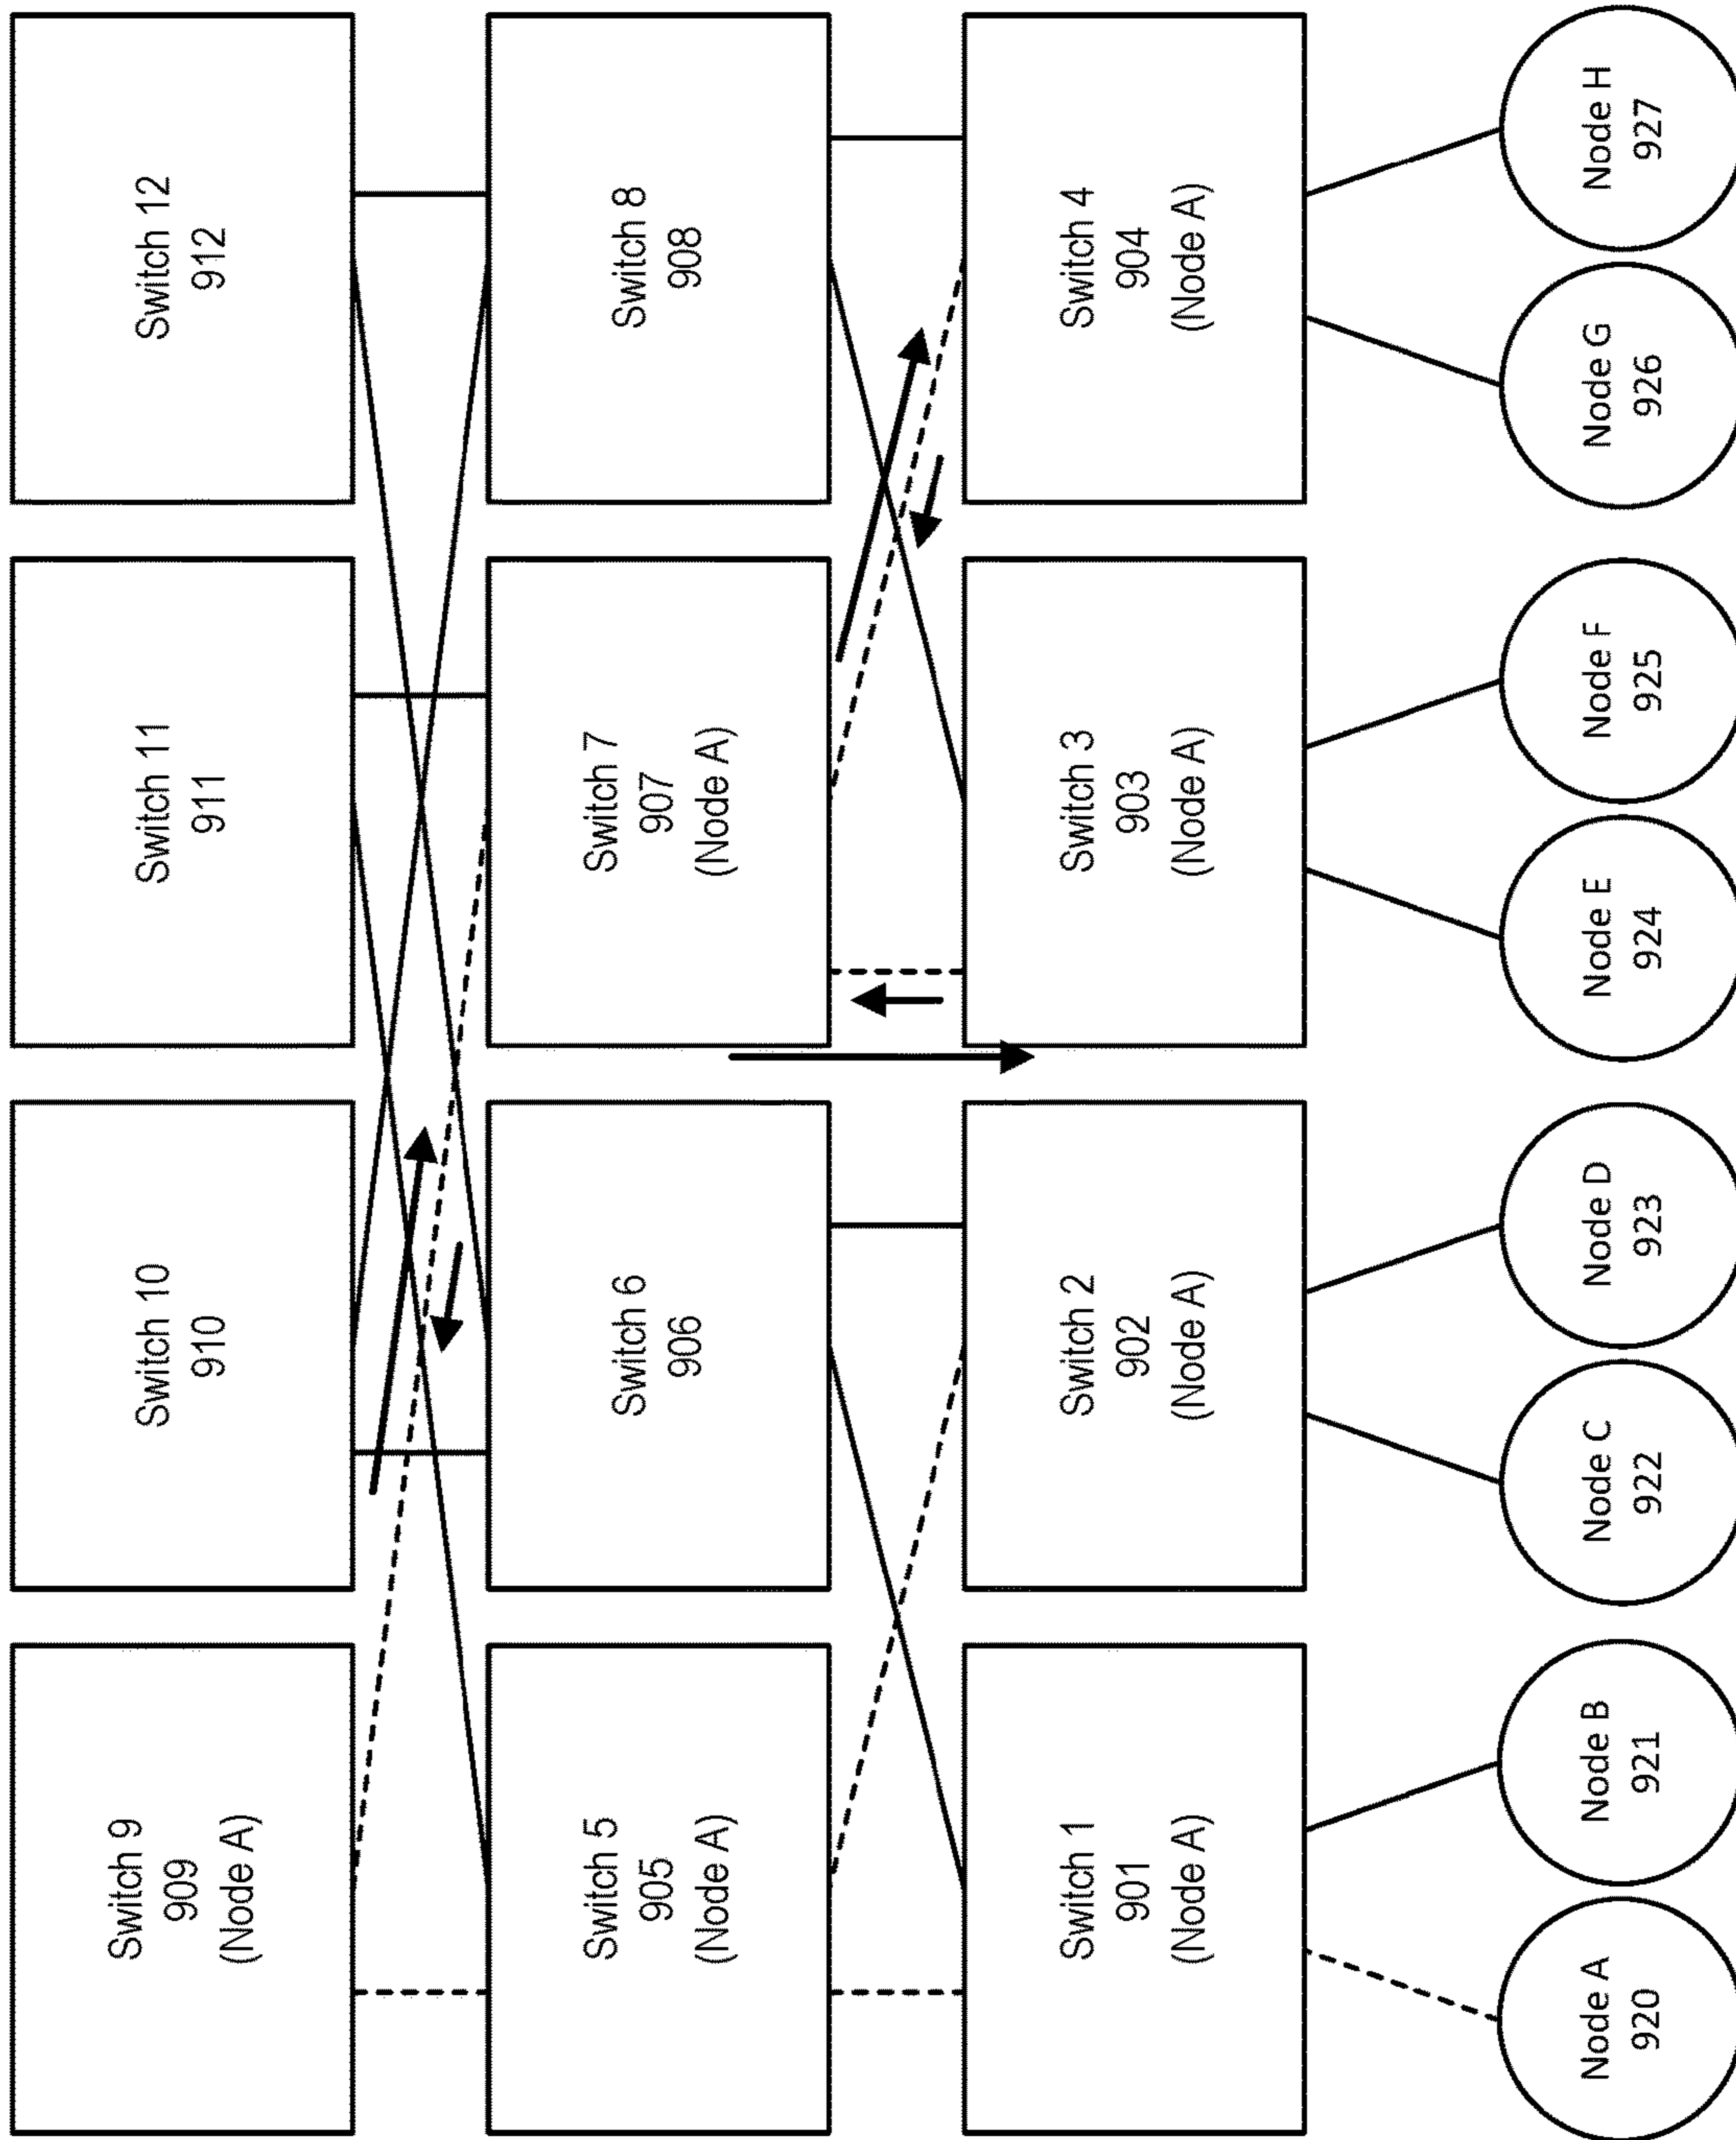 Switch 9
909
(Node A)
Switch 10
910
Switch 11
911
Switch 12
912
Switch 5
905
(Node A)
Switch 6
906
Switch 7
907
(Node A)
Switch 8
908
Switch 1
901
(Node A)
Switch 2
902
(Node A)
Switch 3
903
(Node A)
Switch 4
904
(Node A)
Node A
920
Node B
921
Node C
922
Node D
923
Node E
924
Node F
925
Node G
926
Node H
927